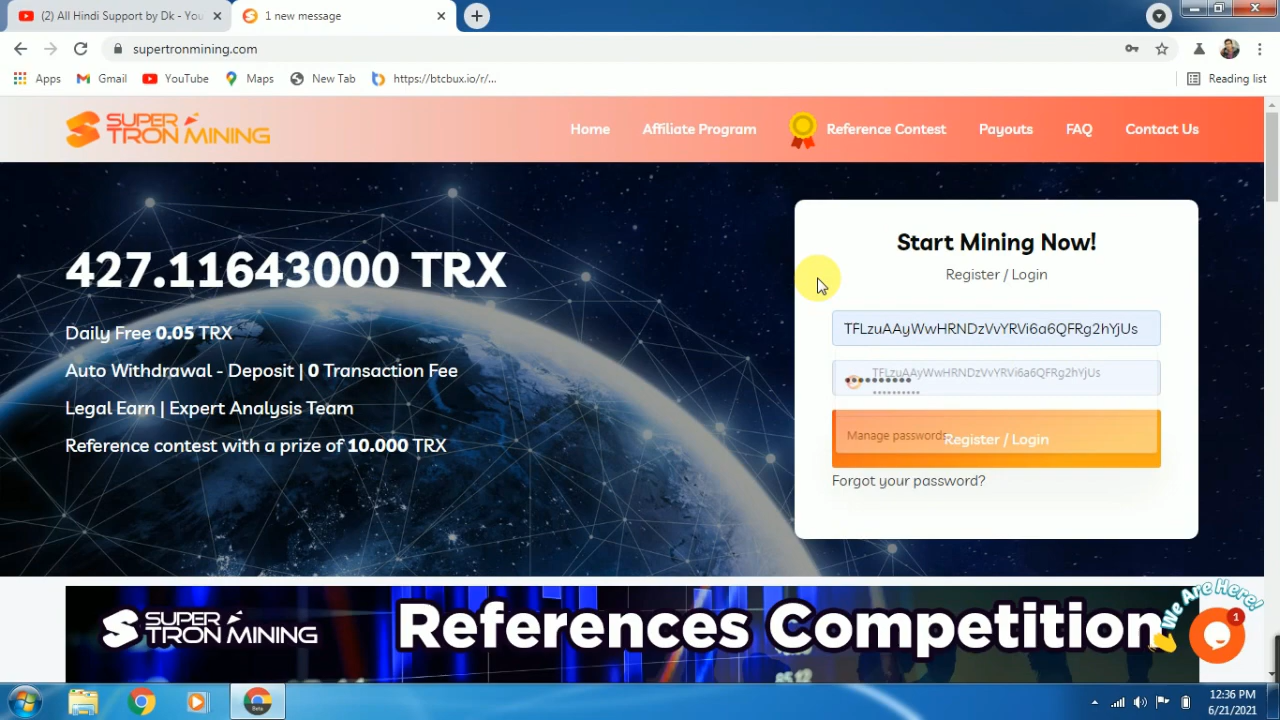 (2) All Hindi Support by Dk - You
1 new message
supertronmining.com
Apps
Gmail
YouTube
Maps
New Tab
https://btcbux.io/r/...
Reading list
SUPER TRON MINING
Home
Affiliate Program
Reference Contest
Payouts
FAQ
Contact Us
427.11643000 TRX
Daily Free 0.05 TRX
Auto Withdrawal - Deposit | 0 Transaction Fee
Legal Earn | Expert Analysis Team
Reference contest with a prize of 10.000 TRX
Start Mining Now!
Register / Login
TFLzuAAyWwHRNDzVvYRVi6a6QFRg2hYjUs
TFLzuAAyWwHRNDzVvYRVi6a6QFRg2hYjUs
Manage passwords...
Register / Login
Forgot your password?
SUPER TRON MINING
References Competition
We Are Here!
1
Beta
12:36 PM
6/21/2021